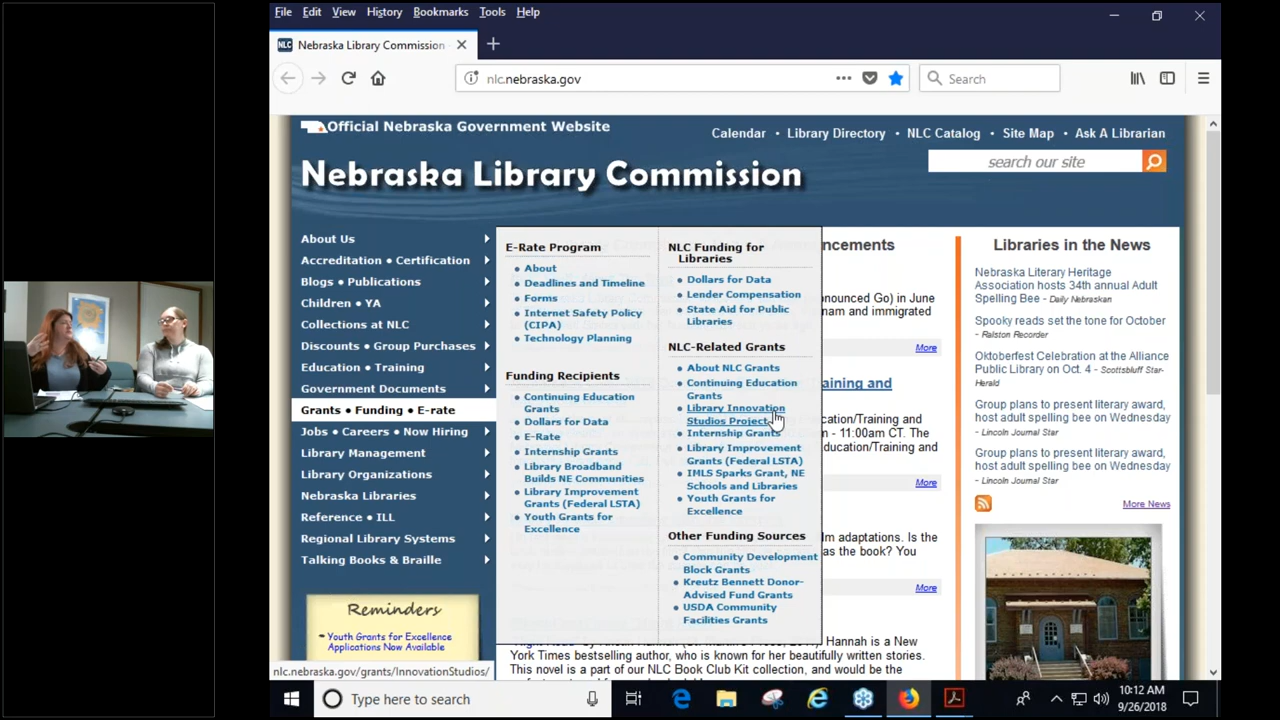 File Edit View History Bookmarks Tools Help
NLC Nebraska Library Commission
nlc.nebraska.gov
Search
Official Nebraska Government Website
Calendar • Library Directory • NLC Catalog • Site Map • Ask A Librarian
Nebraska Library Commission
search our site
About Us
Accreditation • Certification
Blogs • Publications
Children • YA
Collections at NLC
Discounts • Group Purchases
Education • Training
Government Documents
Grants • Funding • E-rate
Jobs • Careers • Now Hiring
Library Management
Library Organizations
Nebraska Libraries
Reference • ILL
Regional Library Systems
Talking Books & Braille
Reminders
Youth Grants for Excellence
Applications Now Available
nlc.nebraska.gov/grants/InnovationStudios/
E-Rate Program
About
Deadlines and Timeline
Forms
Internet Safety Policy
(CIPA)
Technology Planning
Funding Recipients
Continuing Education
Grants
Dollars for Data
E-Rate
Internship Grants
Library Broadband
Builds NE Communities
Library Improvement
Grants (Federal LSTA)
Youth Grants for
Excellence
NLC Funding for
Libraries
Dollars for Data
Lender Compensation
State Aid for Public
Libraries
NLC-Related Grants
About NLC Grants
Continuing Education
Grants
Library Innovation
Studios Project
Internship Grants
Library Improvement
Grants (Federal LSTA)
IMLS Sparks Grant, NE
Schools and Libraries
Youth Grants for
Excellence
Other Funding Sources
Community Development
Block Grants
Kreutz Bennett Donor-
Advised Fund Grants
USDA Community
Facilities Grants
ncements
onounced Go) in June
nam and immigrated
More
aining and
ucation/Training and
m - 11:00am CT. The
ducation/Training and
More
lm adaptations. Is the
as the book? You
More
Hannah is a New
York Times bestselling author, who is known for her beautifully written stories.
This novel is a part of our NLC Book Club Kit collection, and would be the
Libraries in the News
Nebraska Literary Heritage
Association hosts 34th annual Adult
Spelling Bee - Daily Nebraskan
Spooky reads set the tone for October
- Ralston Recorder
Oktoberfest Celebration at the Alliance
Public Library on Oct. 4 - Scottsbluff Star-
Herald
Group plans to present literary award,
host adult spelling bee on Wednesday
- Lincoln Journal Star
Group plans to present literary award,
host adult spelling bee on Wednesday
- Lincoln Journal Star
More News
Type here to search
10:12 AM
9/26/2018